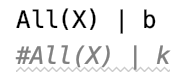 All(X) | b
#All(X) | k